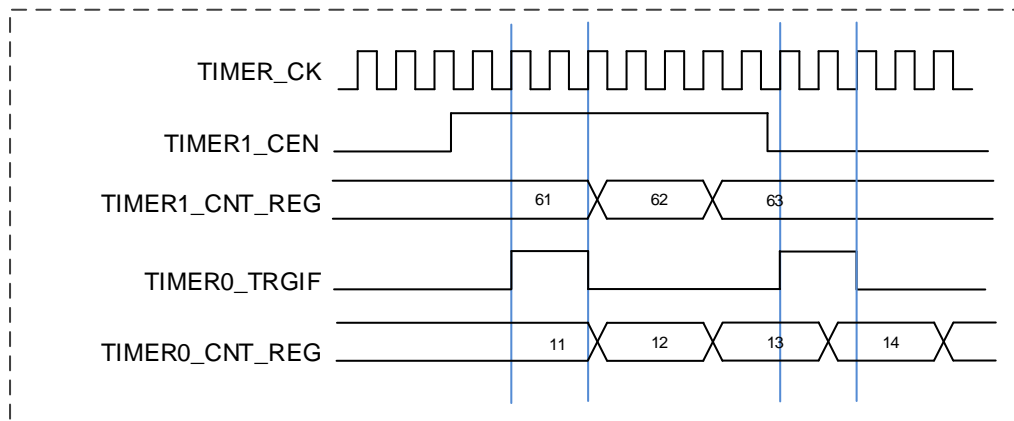 TIMER_CK
TIMER1_CEN
TIMER1_CNT_REG 61 62 63
TIMER0_TRGIF
TIMER0_CNT_REG 11 12 13 14